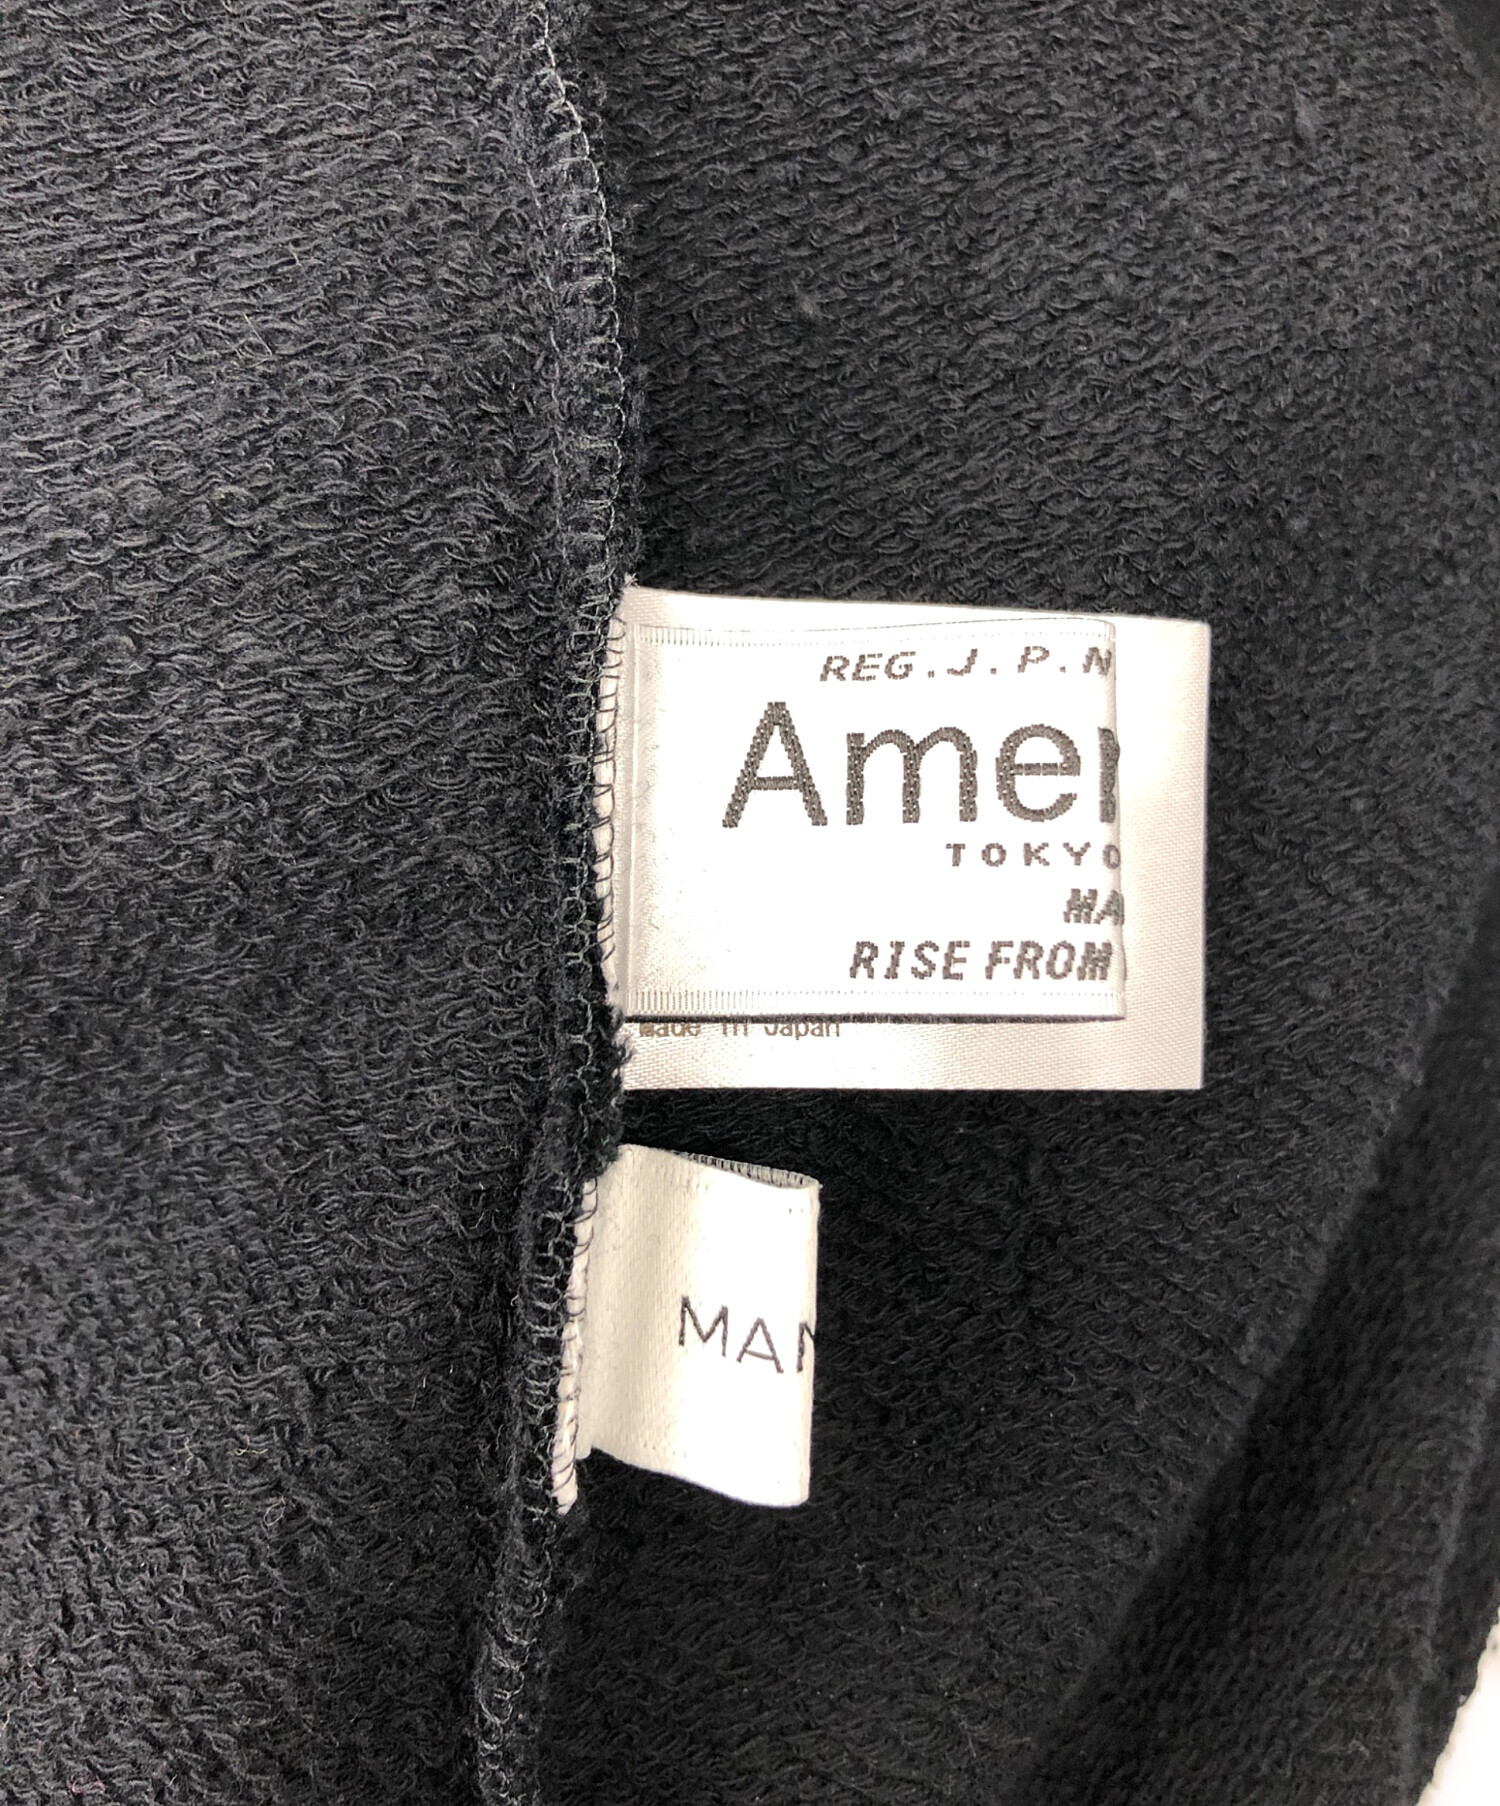 REG.J.P.N
Amer
TOKYO
MA
RISE FROM
Made in Japan
MAN